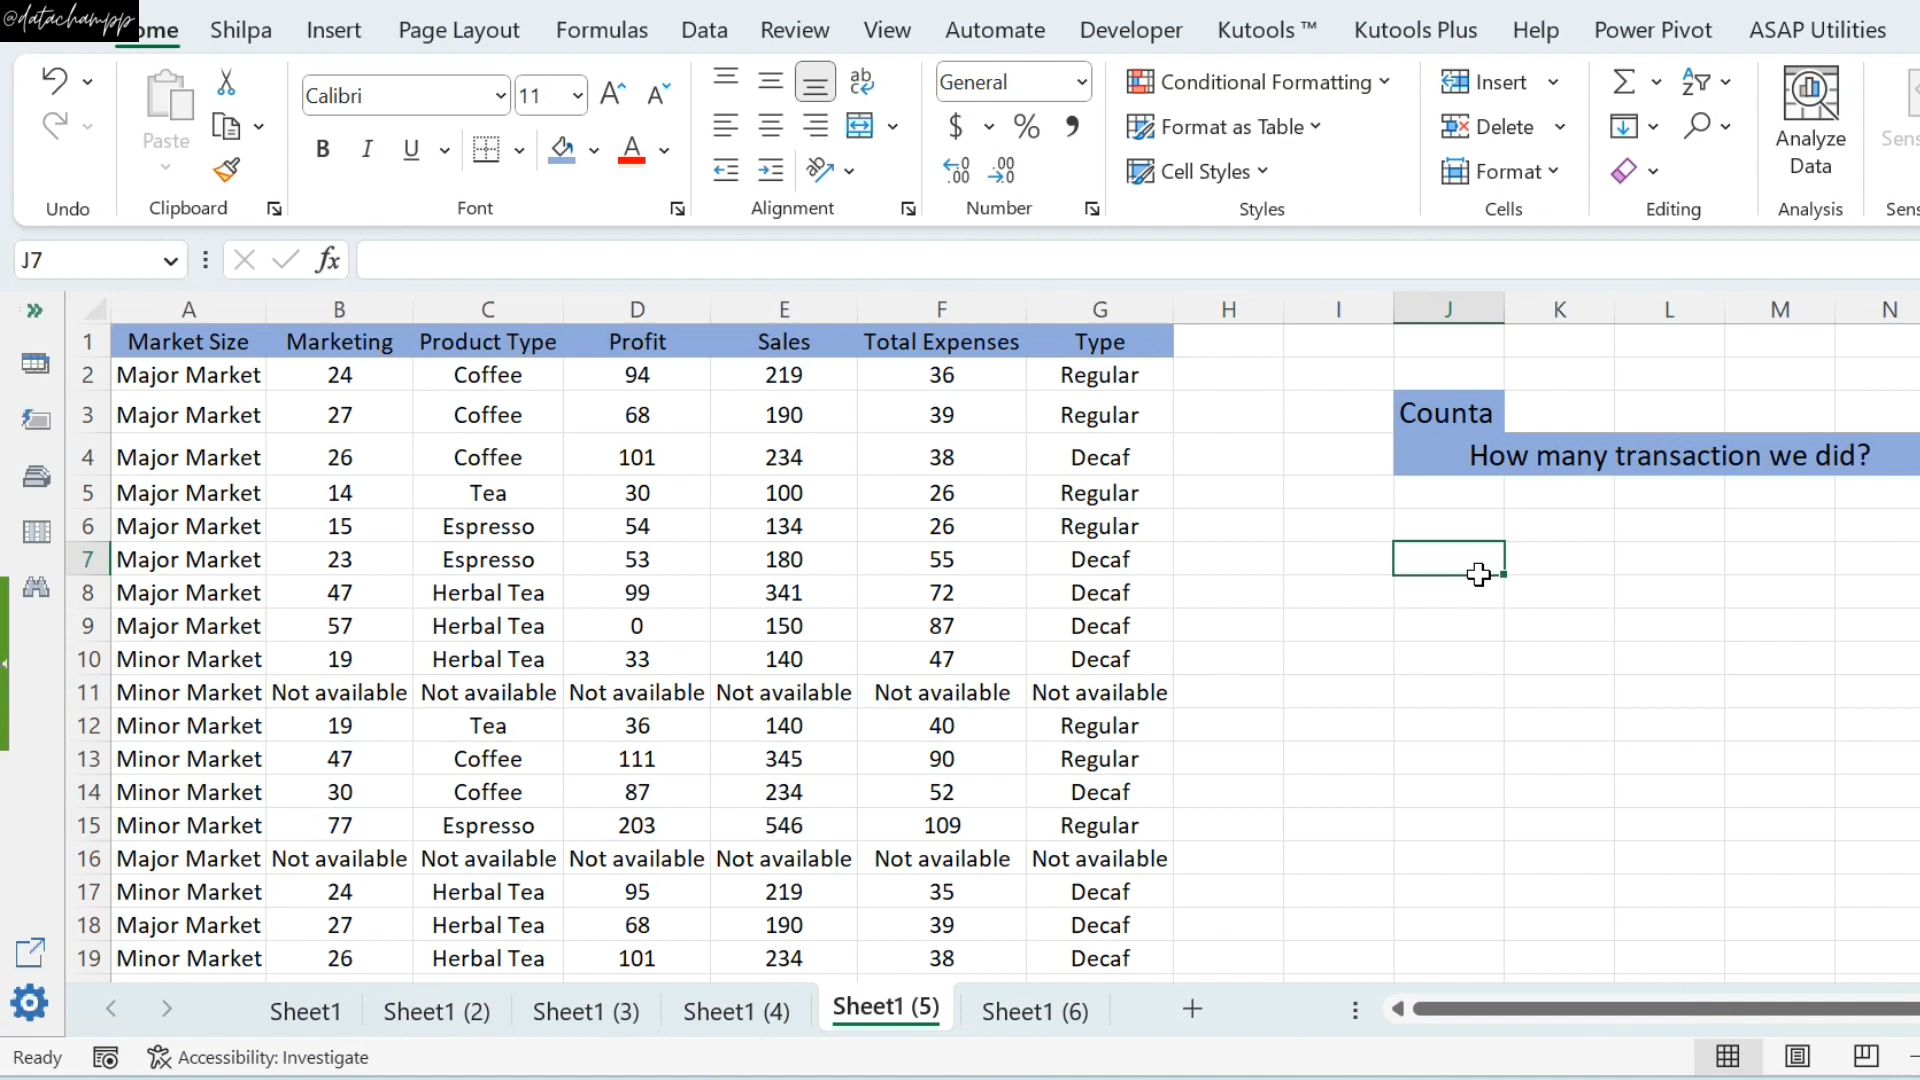 @datachampp
ome Shilpa Insert Page Layout Formulas Data Review View Automate Developer Kutools ™ Kutools Plus Help Power Pivot ASAP Utilities
Paste
Calibri 11
B I U A
ab
General
$ % ,
Conditional Formatting
Format as Table
Cell Styles
Insert
Delete
Format
Analyze
Data
Sens
Undo Clipboard Font Alignment Number Styles Cells Editing Analysis Sens
J7 fx
A B C D E F G H I J K L M N
1 Market Size Marketing Product Type Profit Sales Total Expenses Type
2 Major Market 24 Coffee 94 219 36 Regular
3 Major Market 27 Coffee 68 190 39 Regular Counta
4 Major Market 26 Coffee 101 234 38 Decaf How many transaction we did?
5 Major Market 14 Tea 30 100 26 Regular
6 Major Market 15 Espresso 54 134 26 Regular
7 Major Market 23 Espresso 53 180 55 Decaf
8 Major Market 47 Herbal Tea 99 341 72 Decaf
9 Major Market 57 Herbal Tea 0 150 87 Decaf
10 Minor Market 19 Herbal Tea 33 140 47 Decaf
11 Minor Market Not available Not available Not available Not available Not available Not available
12 Minor Market 19 Tea 36 140 40 Regular
13 Minor Market 47 Coffee 111 345 90 Regular
14 Minor Market 30 Coffee 87 234 52 Decaf
15 Minor Market 77 Espresso 203 546 109 Regular
16 Major Market Not available Not available Not available Not available Not available Not available
17 Minor Market 24 Herbal Tea 95 219 35 Decaf
18 Major Market 27 Herbal Tea 68 190 39 Decaf
19 Minor Market 26 Herbal Tea 101 234 38 Decaf
Sheet1 Sheet1 (2) Sheet1 (3) Sheet1 (4) Sheet1 (5) Sheet1 (6)
Ready Accessibility: Investigate